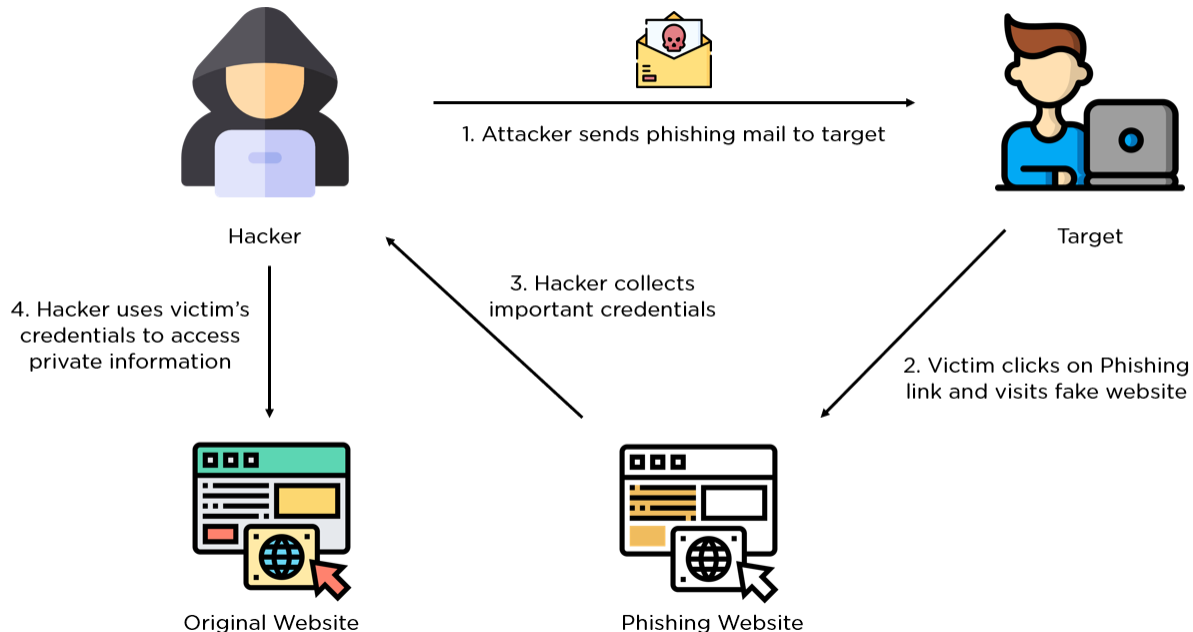 1. Attacker sends phishing mail to target
Hacker
Target
3. Hacker collects
important credentials
4. Hacker uses victim’s
credentials to access
private information
2. Victim clicks on Phishing
link and visits fake website
Original Website
Phishing Website